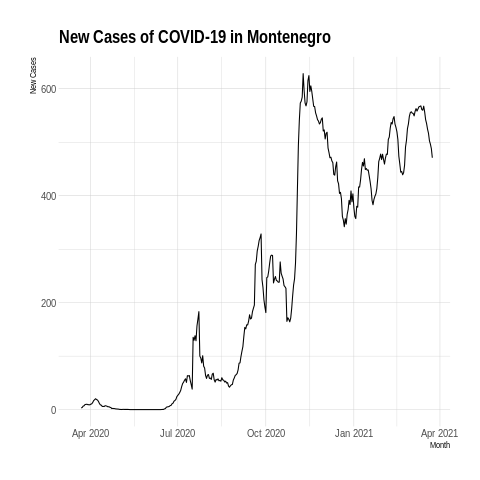 New Cases of COVID-19 in Montenegro
New Cases
600
400
200
0
Apr 2020 Jul 2020 Oct 2020 Jan 2021 Apr 2021
Month